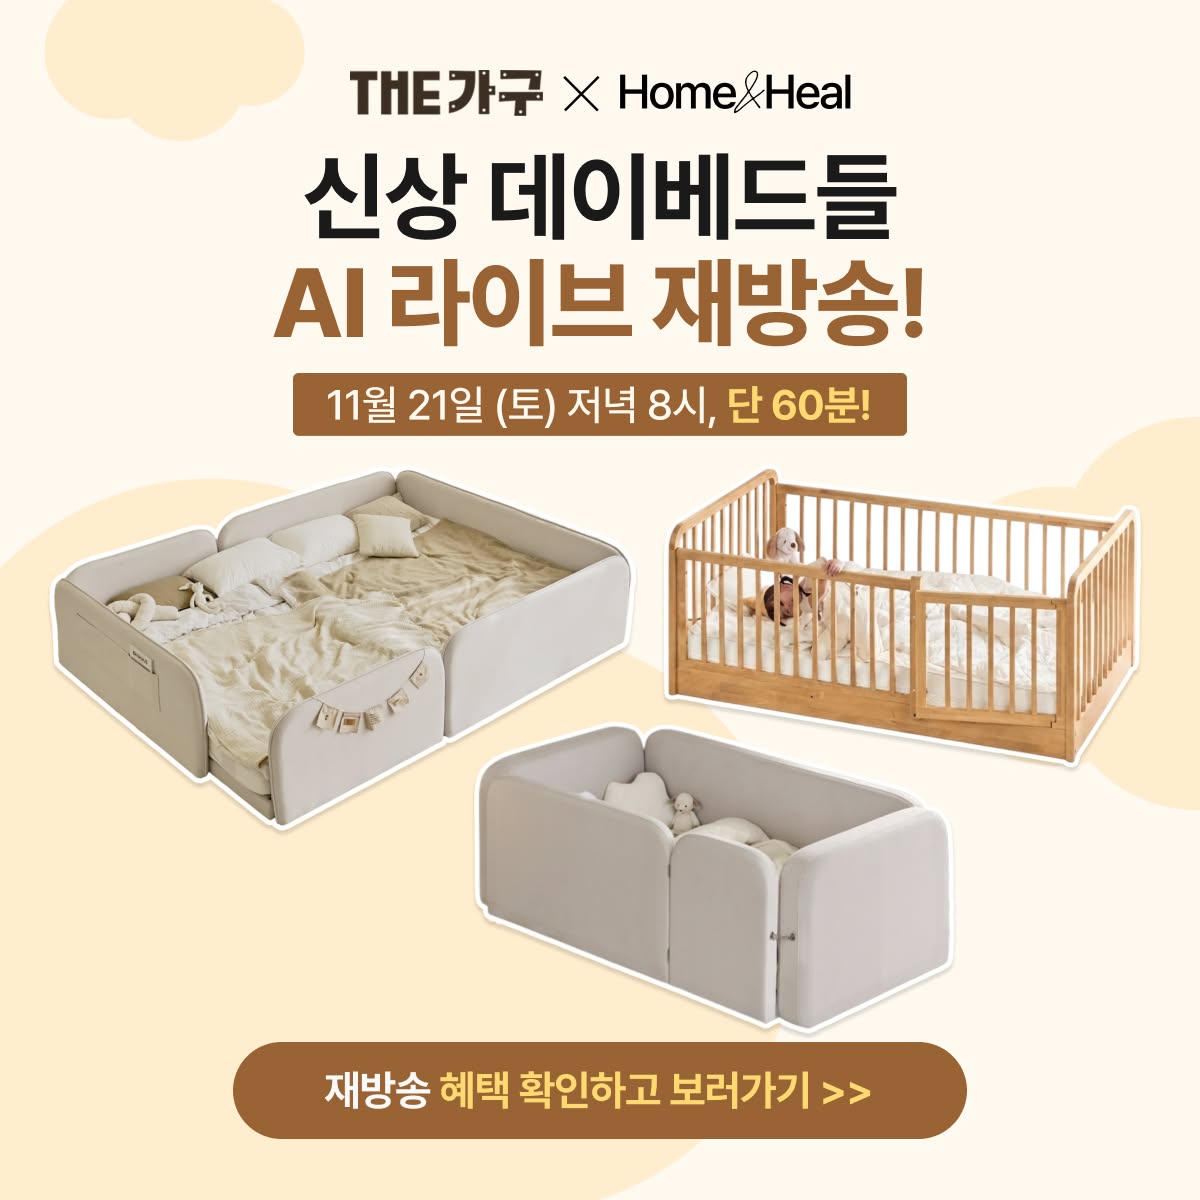 THE가구 × Home&Heal
신상 데이베드들
AI 라이브 재방송!
11월 21일 (토) 저녁 8시, 단 60분!
재방송 혜택 확인하고 보러가기 >>